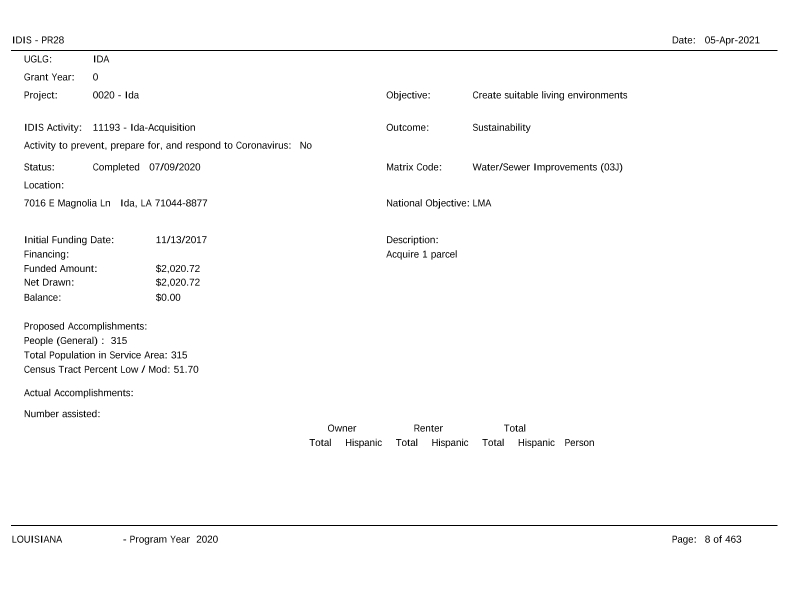 IDIS - PR28 Date: 05-Apr-2021
UGLG: IDA
Grant Year: 0
Project: 0020 - Ida Objective: Create suitable living environments
IDIS Activity: 11193 - Ida-Acquisition Outcome: Sustainability
Activity to prevent, prepare for, and respond to Coronavirus: No
Status: Completed 07/09/2020 Matrix Code: Water/Sewer Improvements (03J)
Location:
7016 E Magnolia Ln Ida, LA 71044-8877 National Objective: LMA
Initial Funding Date: 11/13/2017 Description:
Financing: Acquire 1 parcel
Funded Amount: $2,020.72
Net Drawn: $2,020.72
Balance: $0.00
Proposed Accomplishments:
People (General) : 315
Total Population in Service Area: 315
Census Tract Percent Low / Mod: 51.70
Actual Accomplishments:
Number assisted:
Owner Renter Total
Total Hispanic Total Hispanic Total Hispanic Person
LOUISIANA - Program Year 2020 Page: 8 of 463